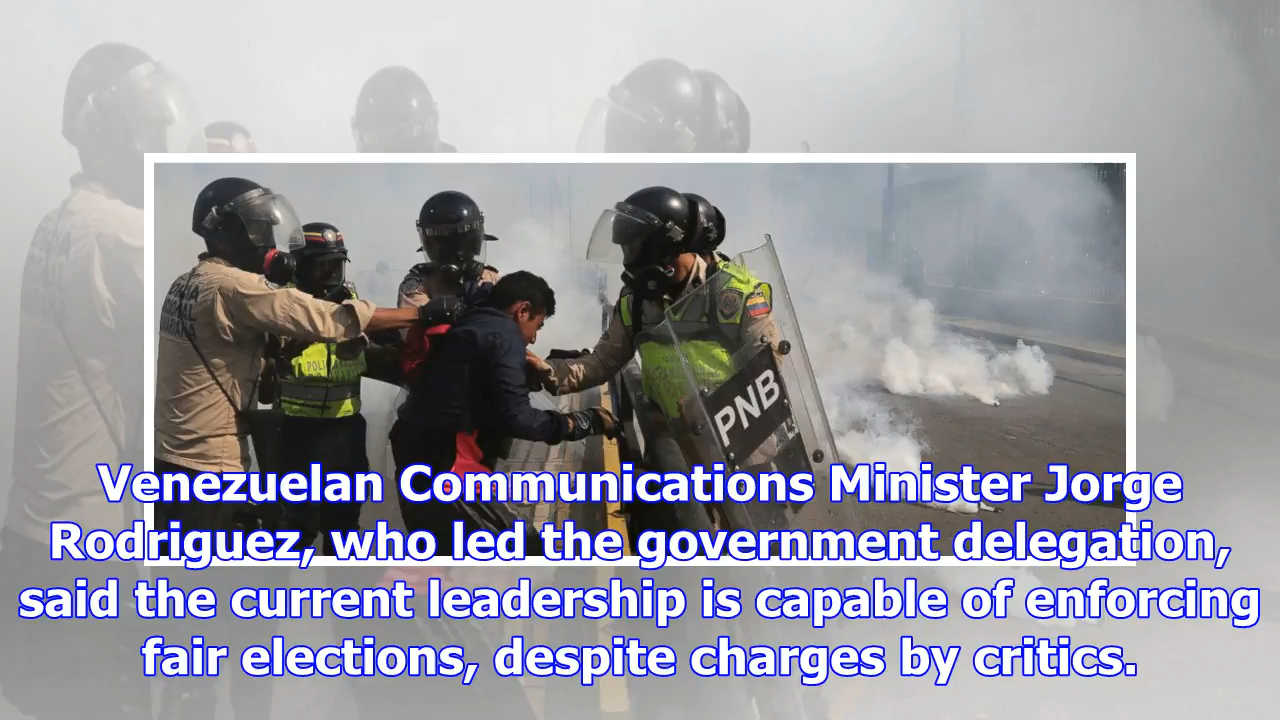 PNB
POLI
Venezuelan Communications Minister Jorge
Rodriguez, who led the government delegation,
said the current leadership is capable of enforcing
fair elections, despite charges by critics.